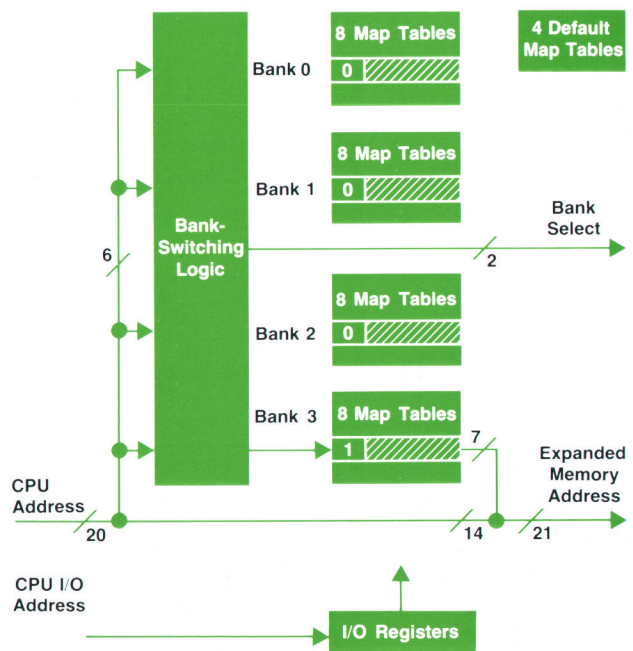 8 Map Tables
4 Default
Map Tables
Bank 0
0
8 Map Tables
Bank 1
0
Bank-
Switching
Logic
Bank
Select
6
2
8 Map Tables
Bank 2
0
Bank 3
8 Map Tables
1
7
Expanded
Memory
Address
CPU
Address
20
14
21
CPU I/O
Address
I/O Registers